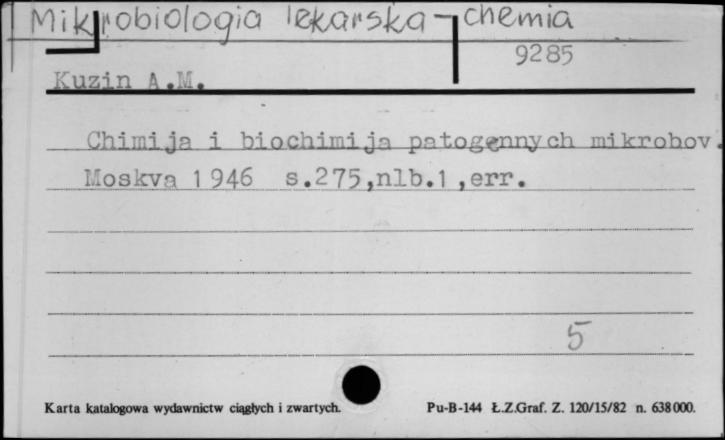 Mikrobiologia lekarska - chemia
9285
Kuzin A.M.
Chimija i biochimija patogennych mikrobov.
Moskva 1946 s.275,nlb.1,err.
5
Karta katalogowa wydawnictw ciągłych i zwartych.
Pu-B-144 Ł.Z.Graf. Z. 120/15/82 n. 638000.